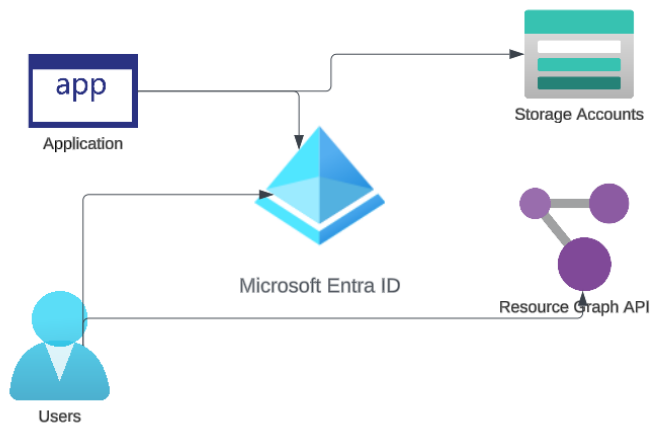 app
Application
Storage Accounts
Microsoft Entra ID
Resource Graph API
Users